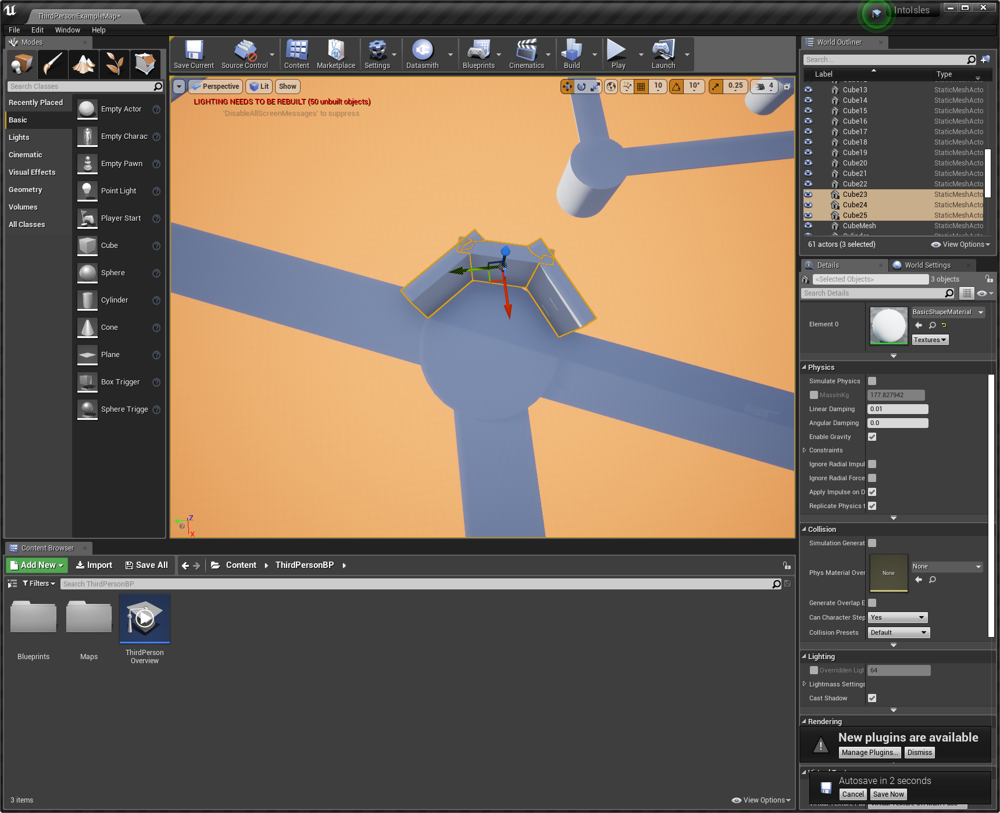 ThirdPersonExampleMap*
IntoIsles
File Edit Window Help
Modes
Search Classes
Recently Placed
Basic
Lights
Cinematic
Visual Effects
Geometry
Volumes
All Classes
Empty Actor
Empty Charac
Empty Pawn
Point Light
Player Start
Cube
Sphere
Cylinder
Cone
Plane
Box Trigger
Sphere Trigge
Save Current Source Control Content Marketplace Settings Datasmith Blueprints Cinematics Build Play Launch
Perspective Lit Show 10 10° 0.25 4
LIGHTING NEEDS TO BE REBUILT (50 unbuilt objects)
'DisableAllScreenMessages' to suppress
Y Z
X
World Outliner
Search...
Label Type
Cube13 StaticMeshActo
Cube14 StaticMeshActo
Cube15 StaticMeshActo
Cube16 StaticMeshActo
Cube17 StaticMeshActo
Cube18 StaticMeshActo
Cube19 StaticMeshActo
Cube20 StaticMeshActo
Cube21 StaticMeshActo
Cube22 StaticMeshActo
Cube23 StaticMeshActo
Cube24 StaticMeshActo
Cube25 StaticMeshActo
CubeMesh StaticMeshActo
61 actors (3 selected) View Options
Details World Settings
<Selected Objects> 3 objects
Search Details
Element 0 BasicShapeMaterial
Textures
Physics
Simulate Physics
MassInKg 177.827942
Linear Damping 0.01
Angular Damping 0.0
Enable Gravity
Constraints
Ignore Radial Impul
Ignore Radial Force
Apply Impulse on D
Replicate Physics t
Collision
Simulation Generat
Phys Material Over None None
Generate Overlap E
Can Character Step Yes
Collision Presets Default
Lighting
Overridden Ligl 64
Lightmass Settings
Cast Shadow
Rendering
New plugins are available
Manage Plugins... Dismiss
Autosave in 2 seconds
Cancel Save Now
Content Browser
Add New Import Save All Content ThirdPersonBP
Filters Search ThirdPersonBP
Blueprints
Maps
ThirdPerson
Overview
3 items View Options